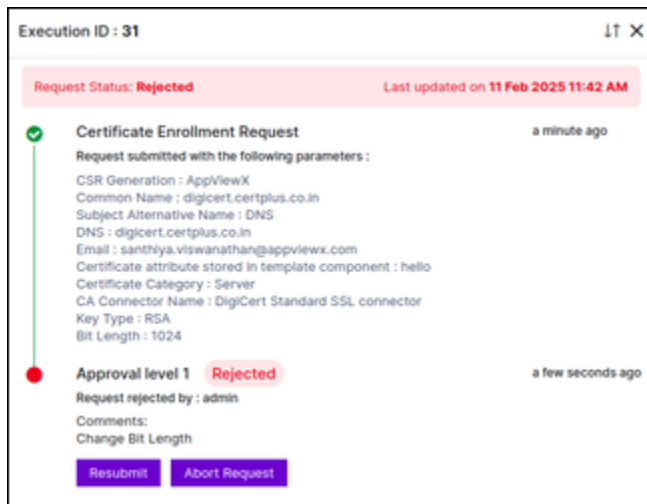 Execution ID : 31
Request Status: Rejected Last updated on 11 Feb 2025 11:42 AM
Certificate Enrollment Request a minute ago
Request submitted with the following parameters :
CSR Generation : AppViewX
Common Name : digicert.certplus.co.in
Subject Alternative Name : DNS
DNS : digicert.certplus.co.in
Email : santhiya.viswanathan@appviewx.com
Certificate attribute stored in template component : hello
Certificate Category : Server
CA Connector Name : DigiCert Standard SSL connector
Key Type : RSA
Bit Length : 1024
Approval level 1 Rejected a few seconds ago
Request rejected by : admin
Comments:
Change Bit Length
Resubmit Abort Request